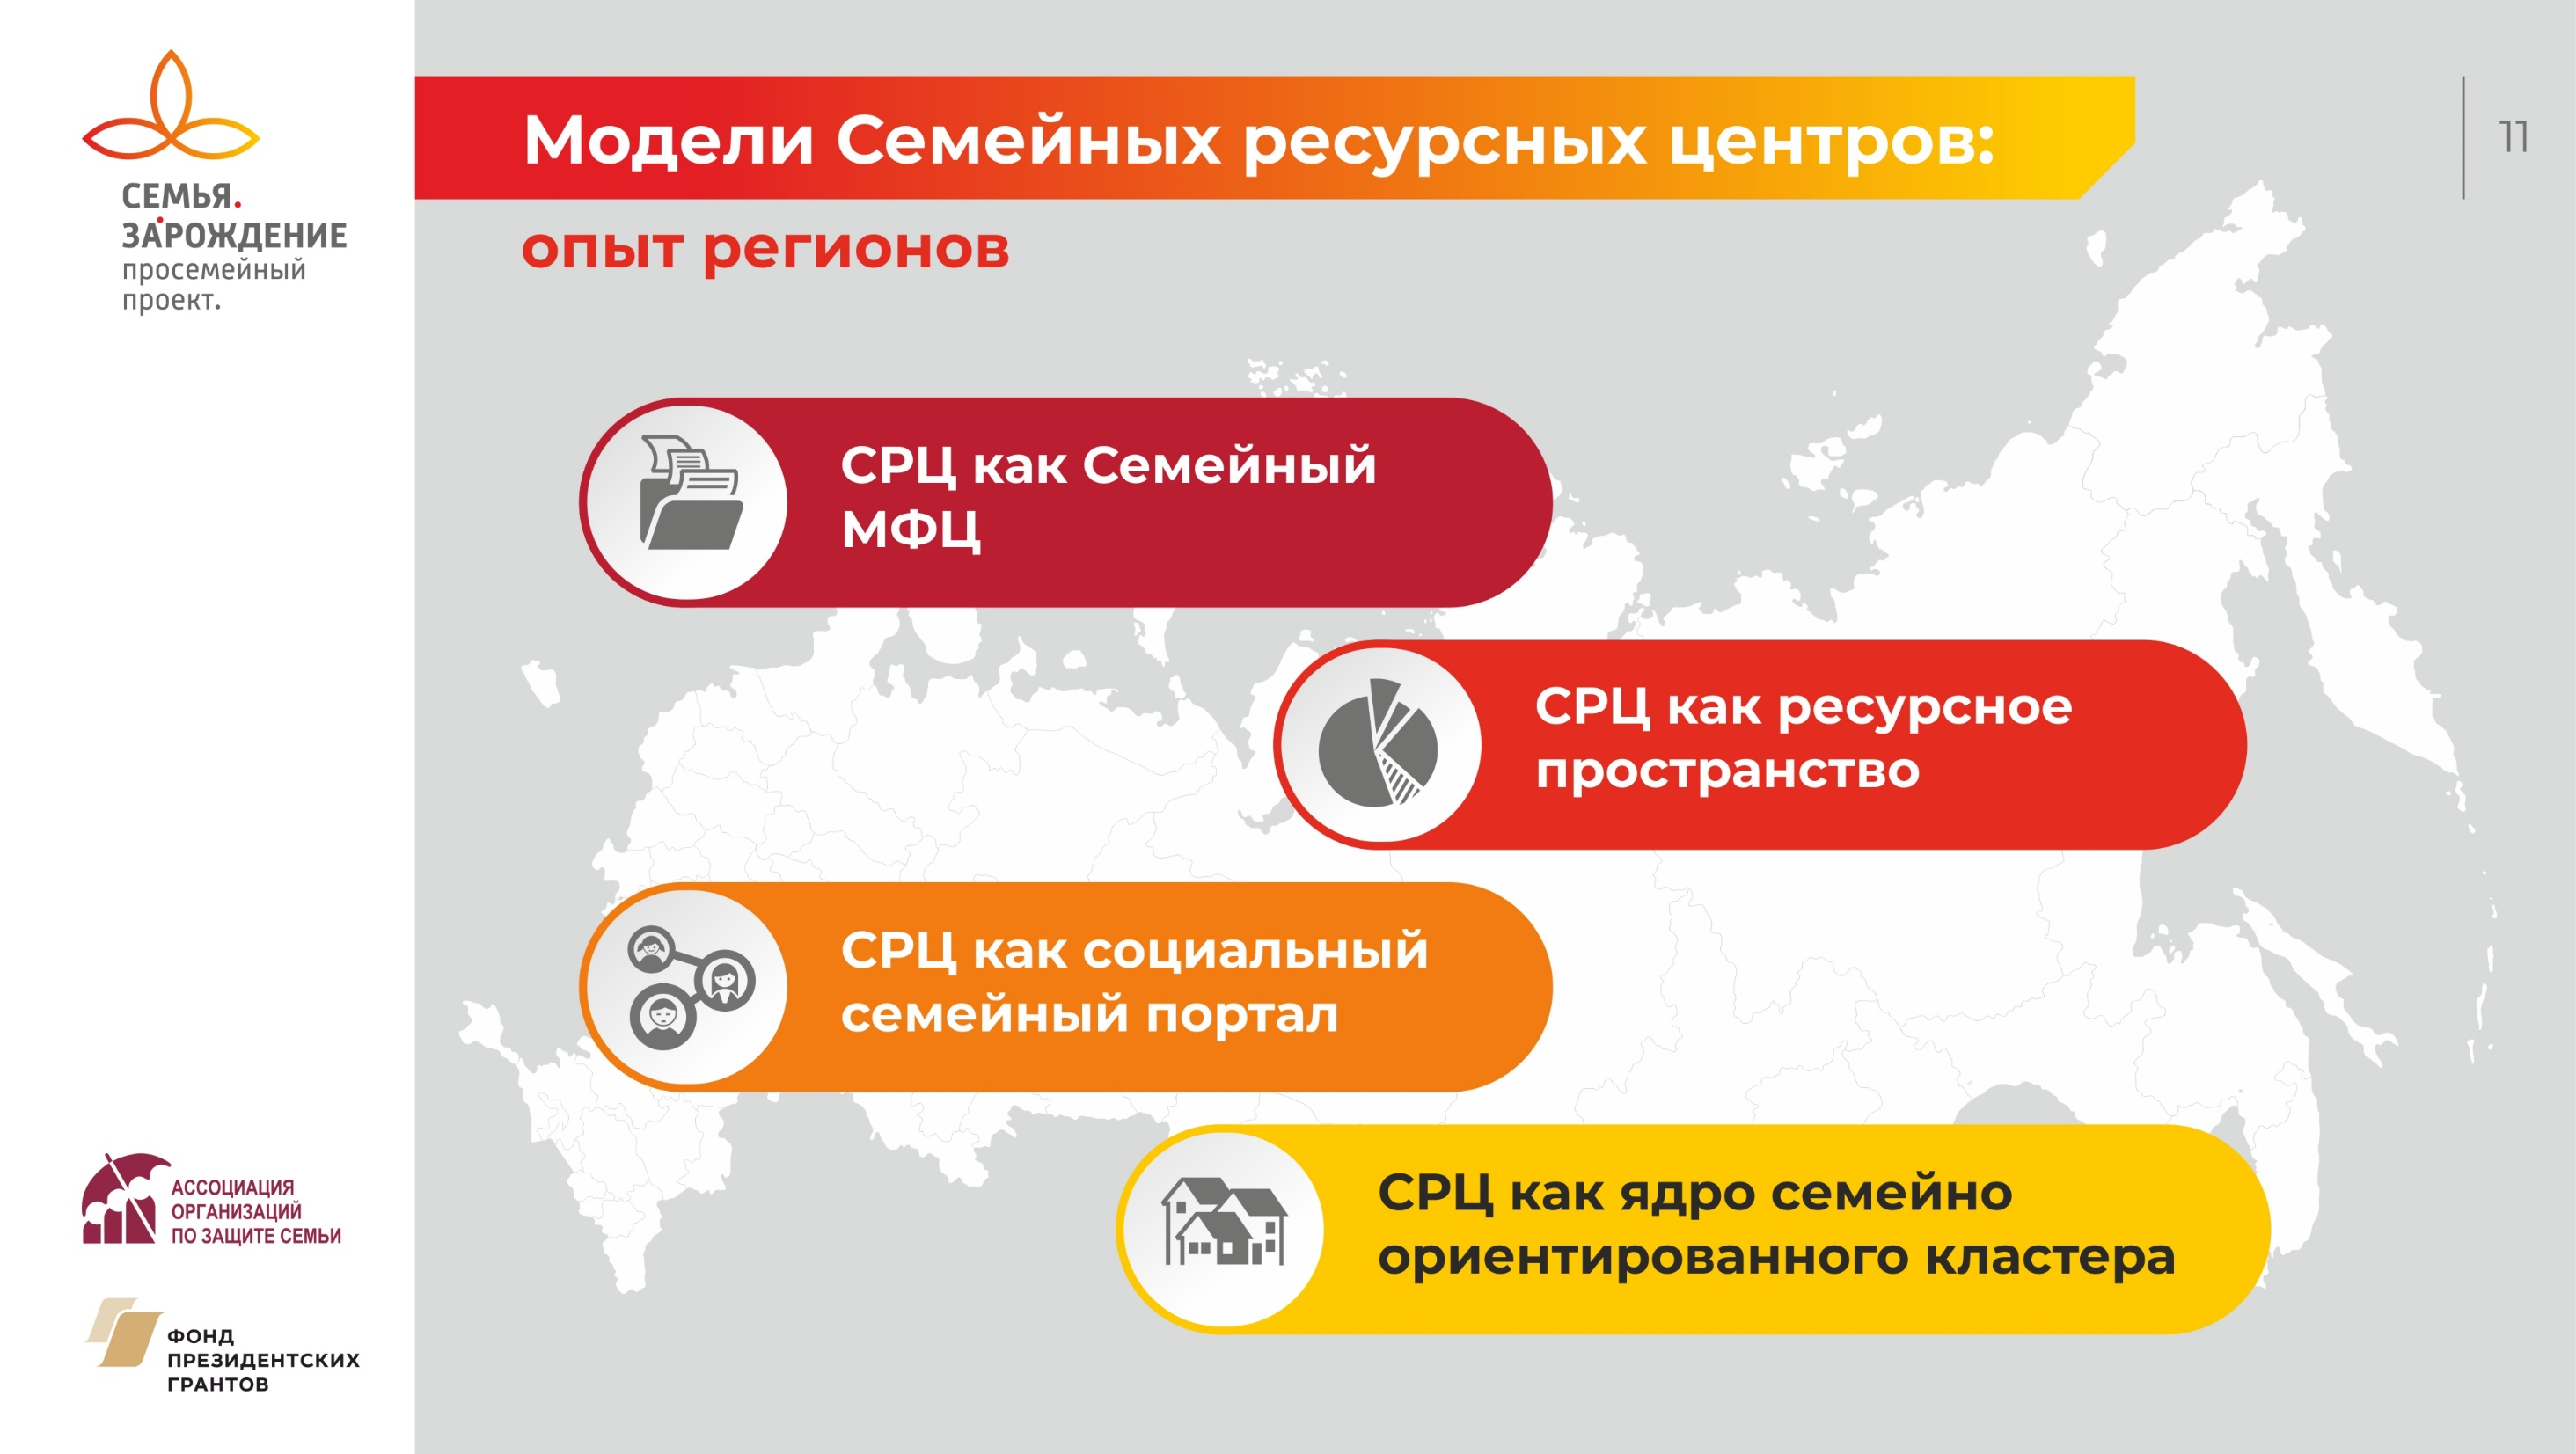 СЕМЬЯ.
ЗАРОЖДЕНИЕ
просемейный
проект.
Модели Семейных ресурсных центров:
11
опыт регионов
СРЦ как Семейный
МФЦ
СРЦ как ресурсное
пространство
СРЦ как социальный
семейный портал
СРЦ как ядро семейно
ориентированного кластера
АССОЦИАЦИЯ
ОРГАНИЗАЦИЙ
ПО ЗАЩИТЕ СЕМЬИ
ФОНД
ПРЕЗИДЕНТСКИХ
ГРАНТОВ